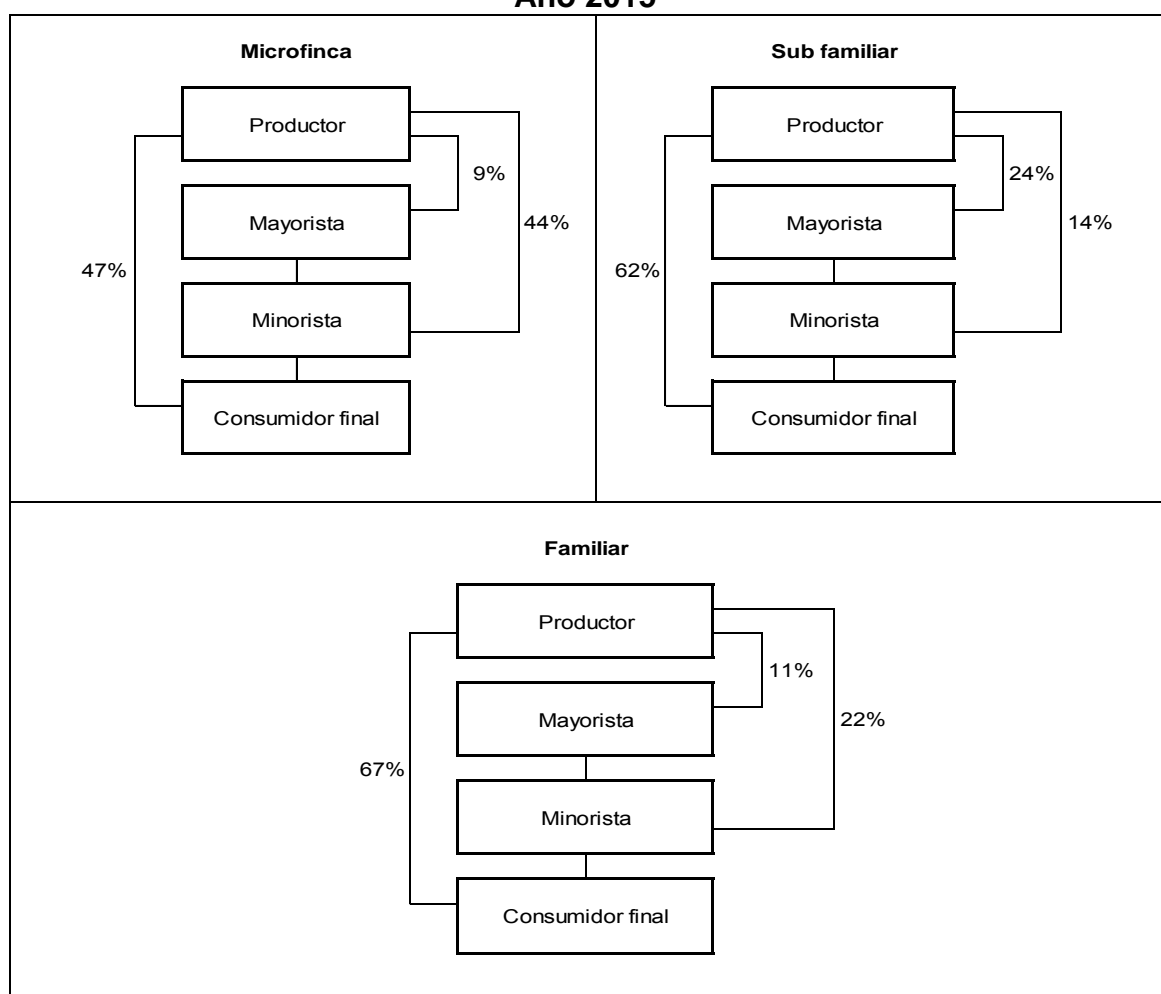 Año
Microfinca
Productor
9%
Mayorista
44%
47%
Minorista
Consumidor final
Sub familiar
Productor
24%
Mayorista
14%
62%
Minorista
Consumidor final
Familiar
Productor
11%
Mayorista
22%
67%
Minorista
Consumidor final